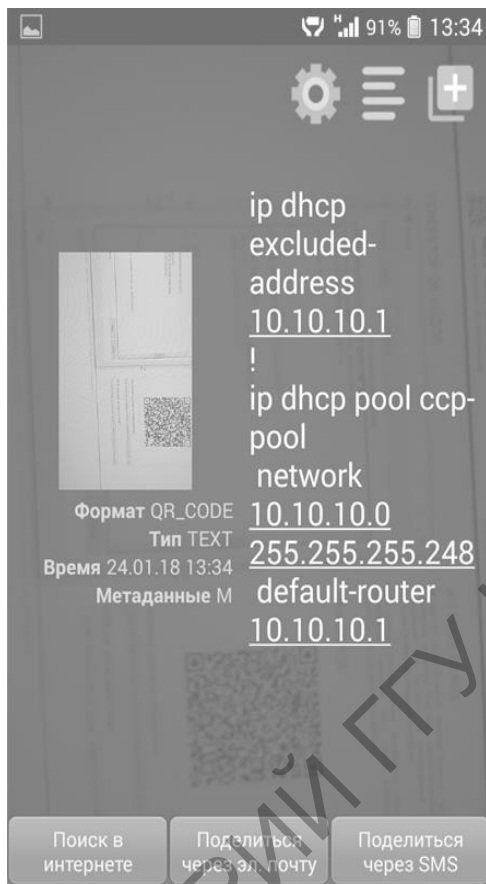 H 91% 13:34
ip dhcp
excluded-
address
10.10.10.1
!
ip dhcp pool ccp-
pool
network
10.10.10.0
255.255.255.248
default-router
10.10.10.1
Формат QR_CODE
Тип TEXT
Время 24.01.18 13:34
Метаданные M
Поиск в
интернете
Поделиться
через эл. почту
Поделиться
через SMS
ГГУ